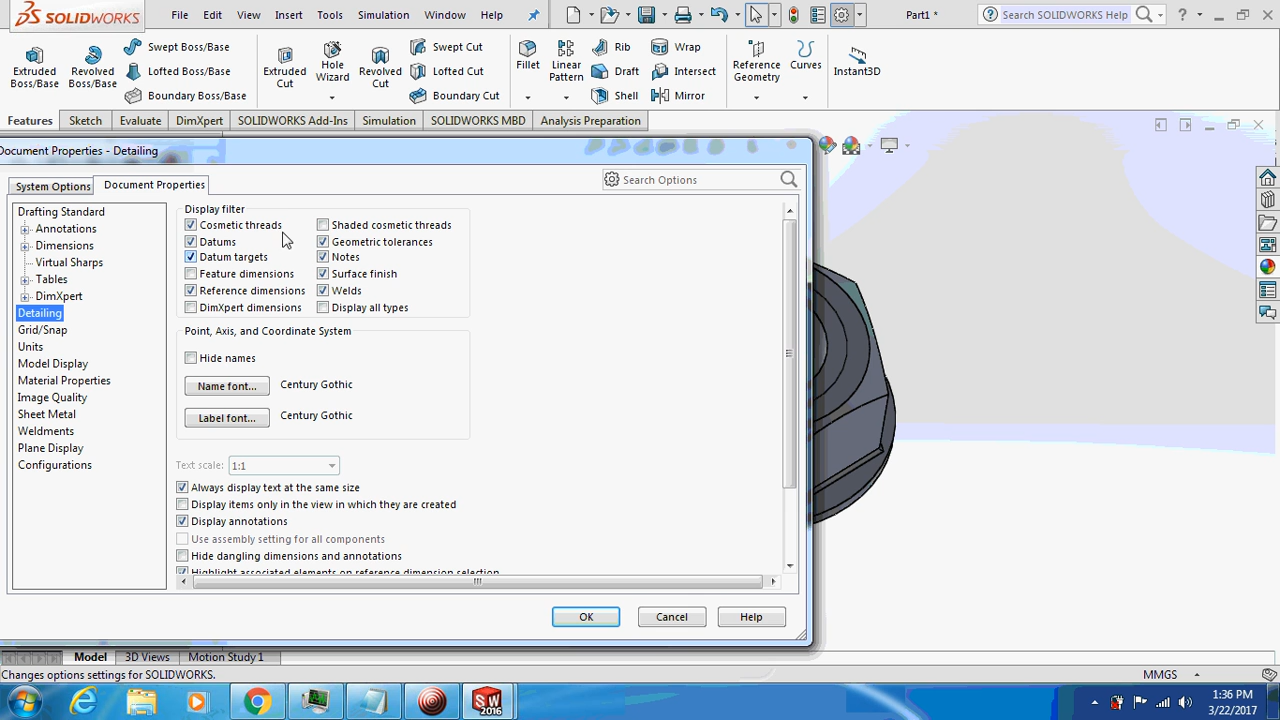 SOLIDWORKS File Edit View Insert Tools Simulation Window Help Part1 * Search SOLIDWORKS Help
Extruded Boss/Base
Revolved Boss/Base
Swept Boss/Base
Lofted Boss/Base
Boundary Boss/Base
Extruded Cut
Hole Wizard
Revolved Cut
Swept Cut
Lofted Cut
Boundary Cut
Fillet
Linear Pattern
Rib
Draft
Shell
Wrap
Intersect
Mirror
Reference Geometry
Curves
Instant3D
Features Sketch Evaluate DimXpert SOLIDWORKS Add-Ins Simulation SOLIDWORKS MBD Analysis Preparation
Document Properties - Detailing
System Options Document Properties Search Options
Drafting Standard
Annotations
Dimensions
Virtual Sharps
Tables
DimXpert
Detailing
Grid/Snap
Units
Model Display
Material Properties
Image Quality
Sheet Metal
Weldments
Plane Display
Configurations
Display filter
Cosmetic threads Shaded cosmetic threads
Datums Geometric tolerances
Datum targets Notes
Feature dimensions Surface finish
Reference dimensions Welds
DimXpert dimensions Display all types
Point, Axis, and Coordinate System
Hide names
Name font... Century Gothic
Label font... Century Gothic
Text scale: 1:1
Always display text at the same size
Display items only in the view in which they are created
Display annotations
Use assembly setting for all components
Hide dangling dimensions and annotations
Highlight associated elements on reference dimension selection
OK Cancel Help
Model 3D Views Motion Study 1
Changes options settings for SOLIDWORKS. MMGS
SW 2016
1:36 PM
3/22/2017